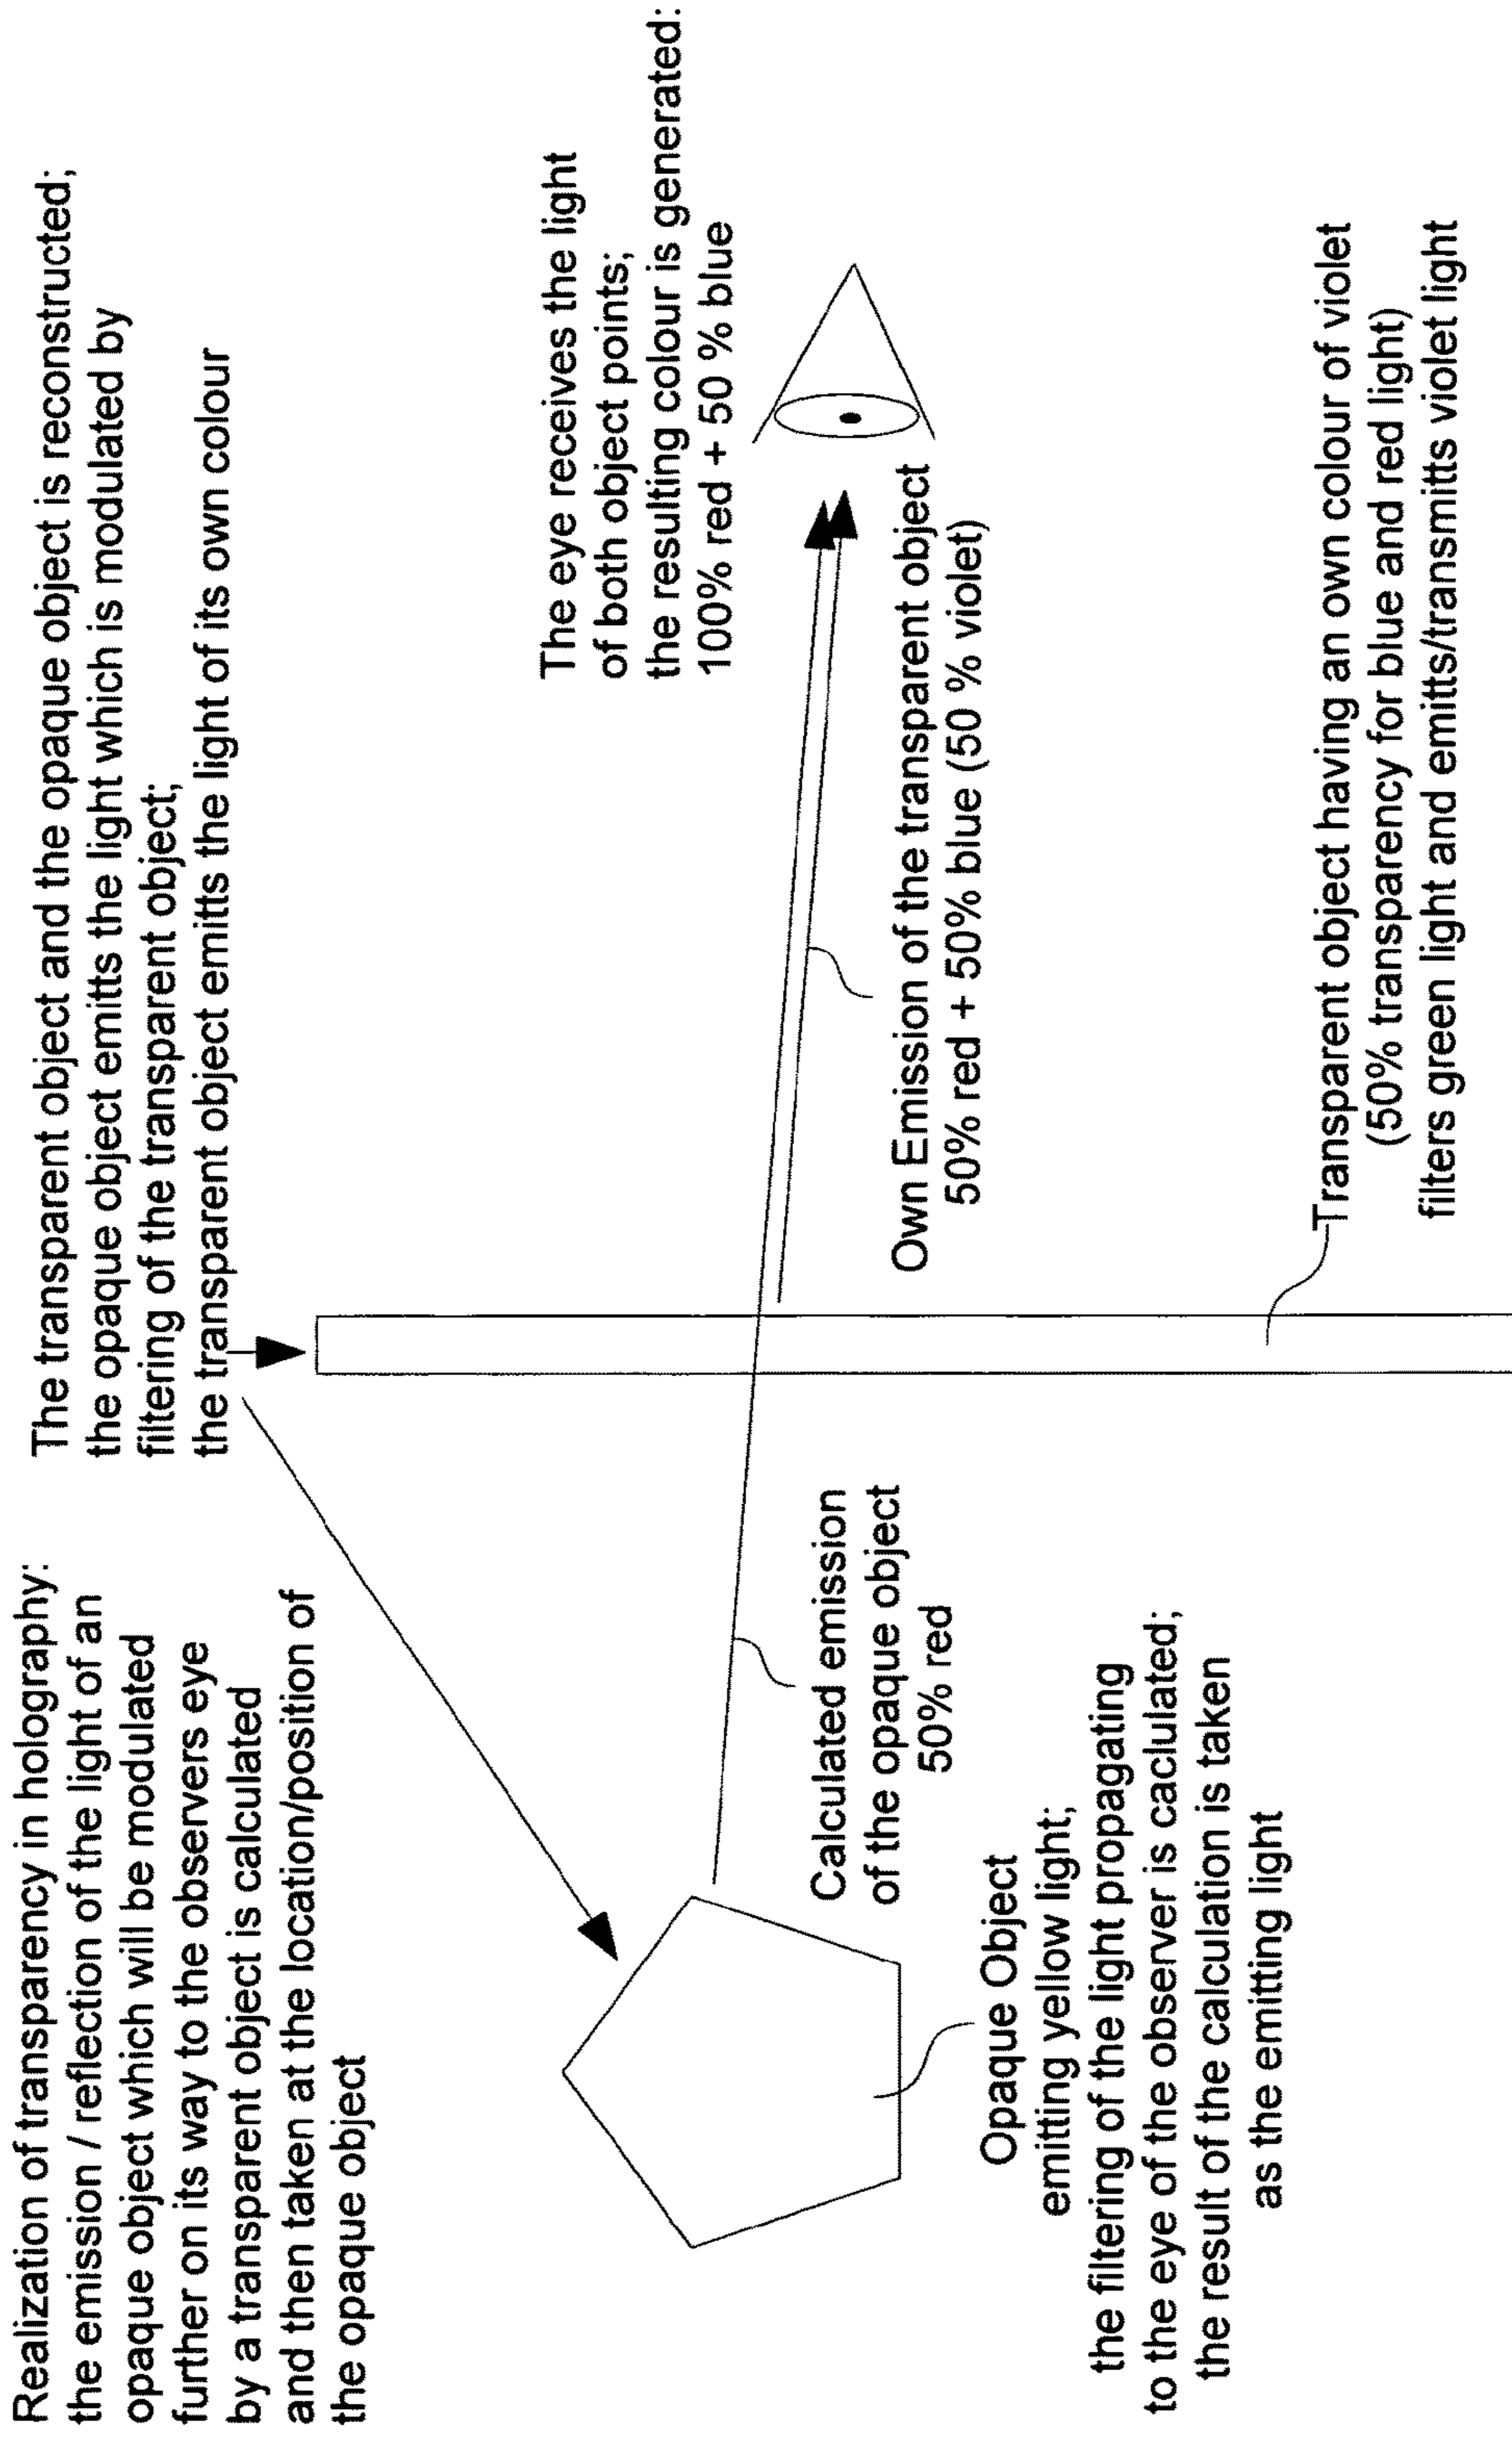 Realization of transparency in holography:
the emission / reflection of the light of an
opaque object which will be modulated
further on its way to the observers eye
by a transparent object is calculated
and then taken at the location/position of
the opaque object
The transparent object and the opaque object is reconstructed;
the opaque object emitts the light which is modulated by
filtering of the transparent object;
the transparent object emitts the light of its own colour
The eye receives the light
of both object points;
the resulting colour is generated:
100% red + 50 % blue
Calculated emission
of the opaque object
50% red
Own Emission of the transparent object
50% red + 50% blue (50 % violet)
Opaque Object
emitting yellow light;
the filtering of the light propagating
to the eye of the observer is caclulated;
the result of the calculation is taken
as the emitting light
Transparent object having an own colour of violet
(50% transparency for blue and red light)
filters green light and emitts/transmitts violet light